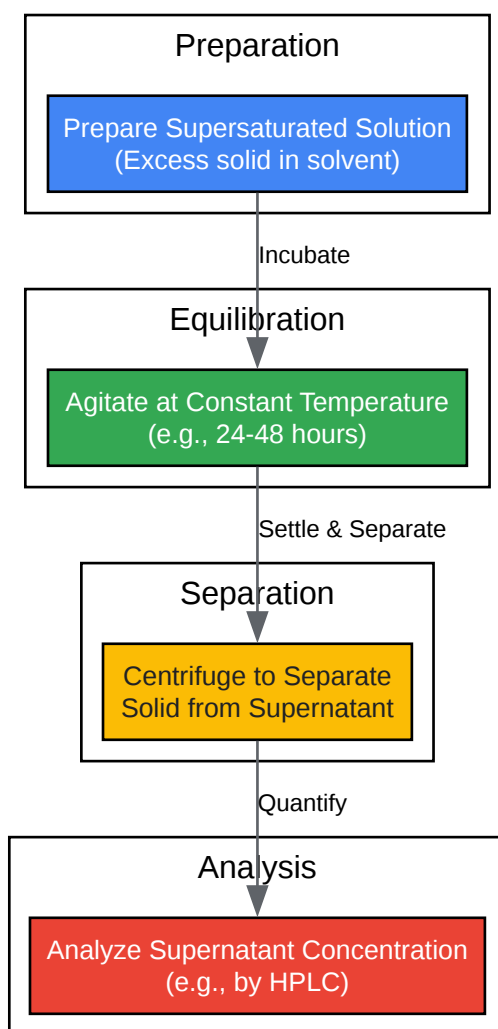 Preparation
Prepare Supersaturated Solution
(Excess solid in solvent)
Incubate
Equilibration
Agitate at Constant Temperature
(e.g., 24-48 hours)
Settle & Separate
Separation
Centrifuge to Separate
Solid from Supernatant
Quantify
Analysis
Analyze Supernatant Concentration
(e.g., by HPLC)